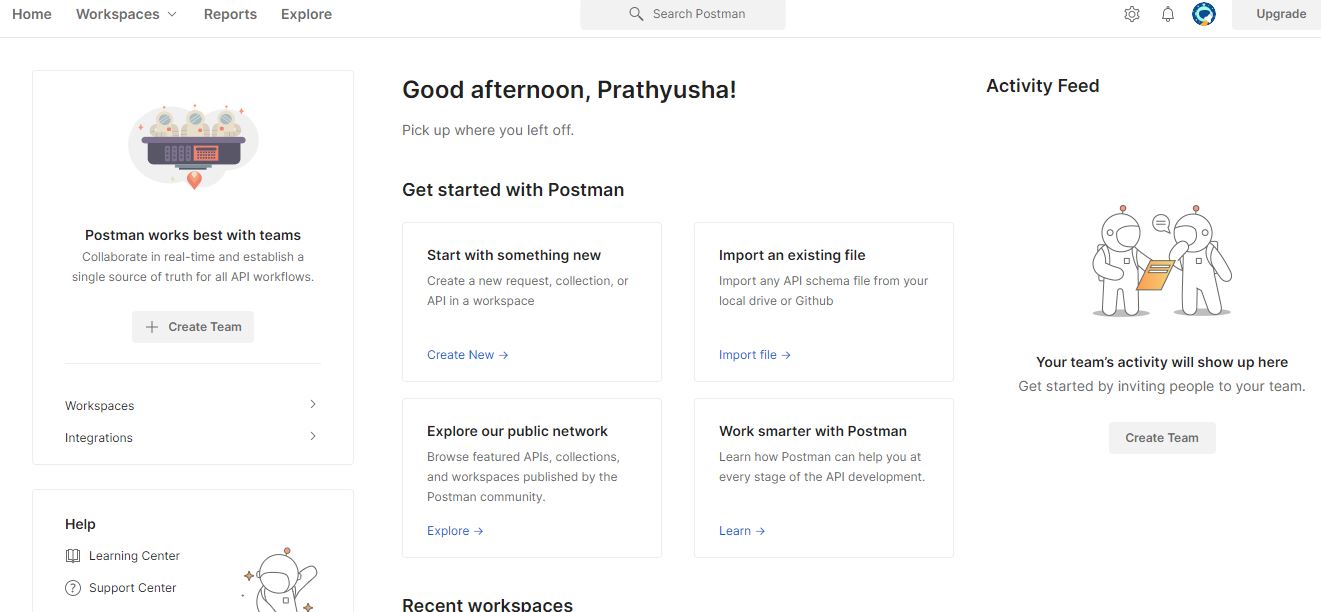 Home Workspaces Reports Explore Search Postman Upgrade
Postman works best with teams
Collaborate in real-time and establish a
single source of truth for all API workflows.
+ Create Team
Workspaces
Integrations
Help
Learning Center
Support Center
Good afternoon, Prathyusha!
Pick up where you left off.
Get started with Postman
Start with something new
Create a new request, collection, or
API in a workspace
Create New →
Import an existing file
Import any API schema file from your
local drive or Github
Import file →
Explore our public network
Browse featured APIs, collections,
and workspaces published by the
Postman community.
Explore →
Work smarter with Postman
Learn how Postman can help you at
every stage of the API development.
Learn →
Recent workspaces
Activity Feed
Your team’s activity will show up here
Get started by inviting people to your team.
Create Team